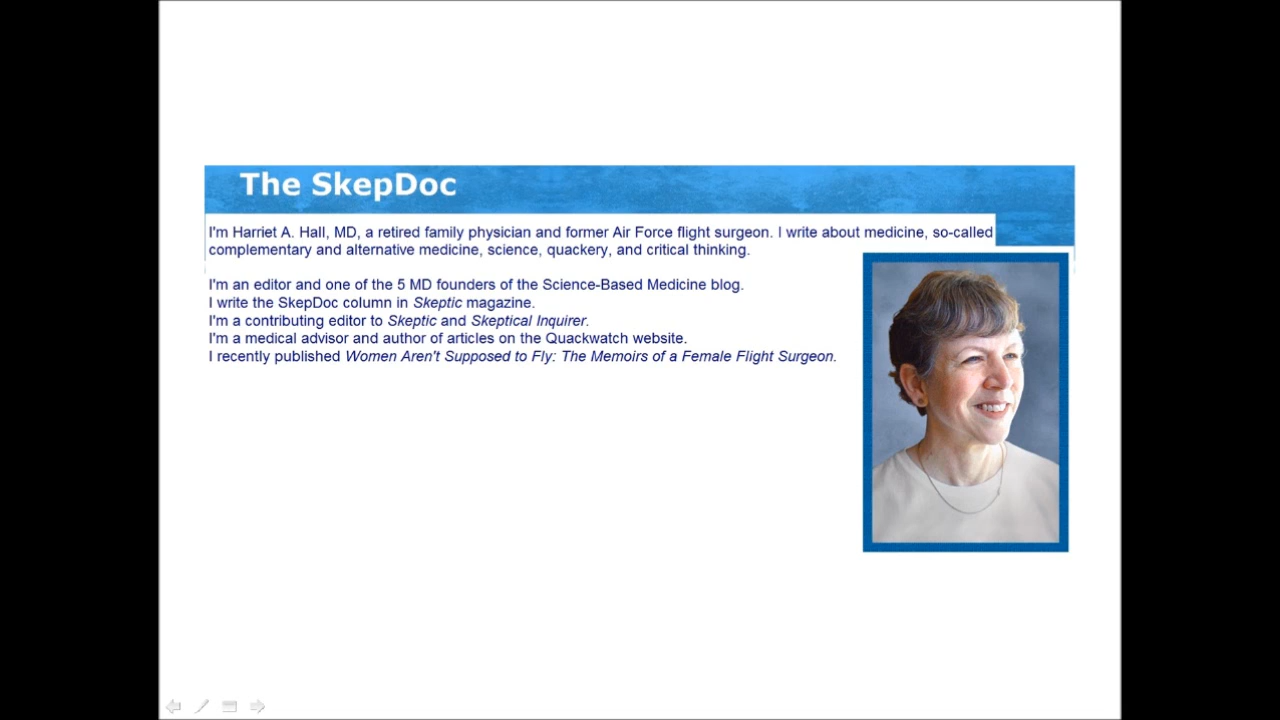 The SkepDoc
I'm Harriet A. Hall, MD, a retired family physician and former Air Force flight surgeon. I write about medicine, so-called
complementary and alternative medicine, science, quackery, and critical thinking.
I'm an editor and one of the 5 MD founders of the Science-Based Medicine blog.
I write the SkepDoc column in Skeptic magazine.
I'm a contributing editor to Skeptic and Skeptical Inquirer.
I'm a medical advisor and author of articles on the Quackwatch website.
I recently published Women Aren't Supposed to Fly: The Memoirs of a Female Flight Surgeon.